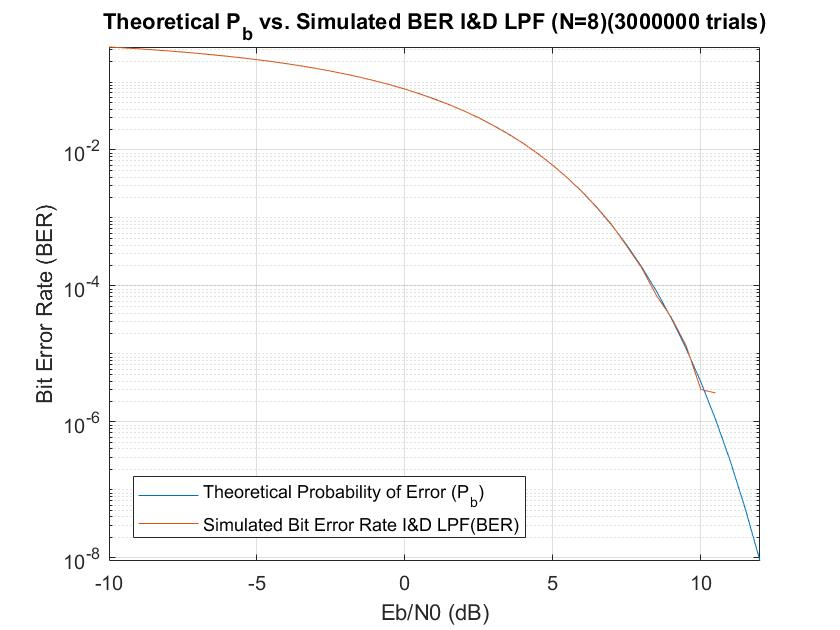 Theoretical P_b vs. Simulated BER I&D LPF (N=8)(3000000 trials)
Bit Error Rate (BER)
10^-2
10^-4
10^-6
10^-8
Theoretical Probability of Error (P_b)
Simulated Bit Error Rate I&D LPF(BER)
-10 -5 0 5 10
Eb/N0 (dB)